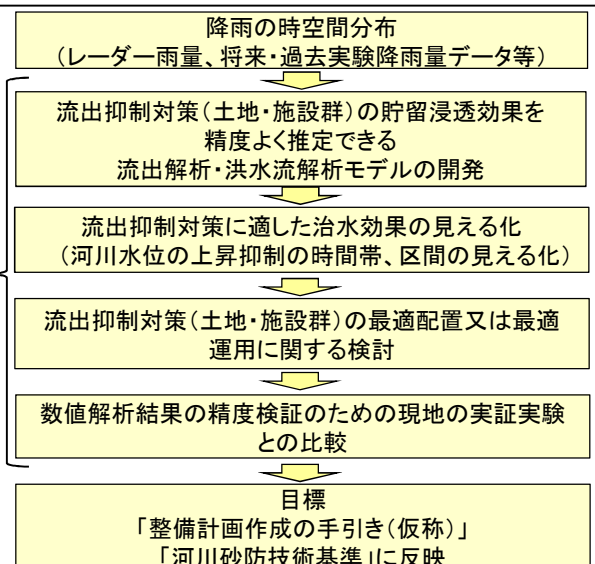 降雨の時空間分布
（レーダー雨量、将来・過去実験降雨量データ等）
流出抑制対策（土地・施設群）の貯留浸透効果を
精度よく推定できる
流出解析・洪水流解析モデルの開発
流出抑制対策に適した治水効果の見える化
（河川水位の上昇抑制の時間帯、区間の見える化）
流出抑制対策（土地・施設群）の最適配置又は最適
運用に関する検討
数値解析結果の精度検証のための現地の実証実験
との比較
目標
「整備計画作成の手引き（仮称）」
「河川砂防技術基準」に反映